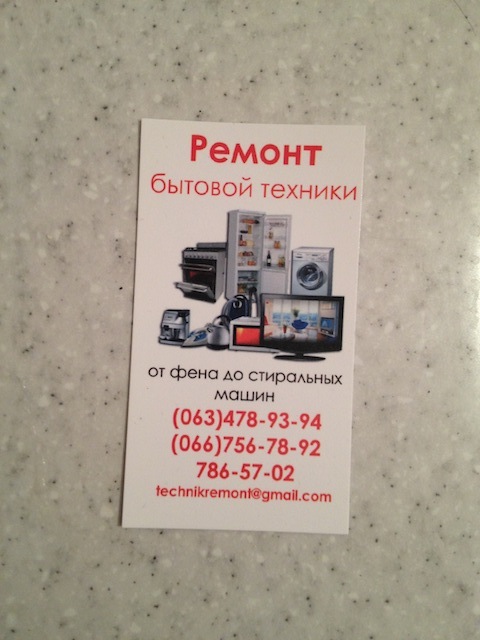 Ремонт
бытовой техники
от фена до стиральных
машин
(063)478-93-94
(066)756-78-92
786-57-02
technikremont@gmail.com